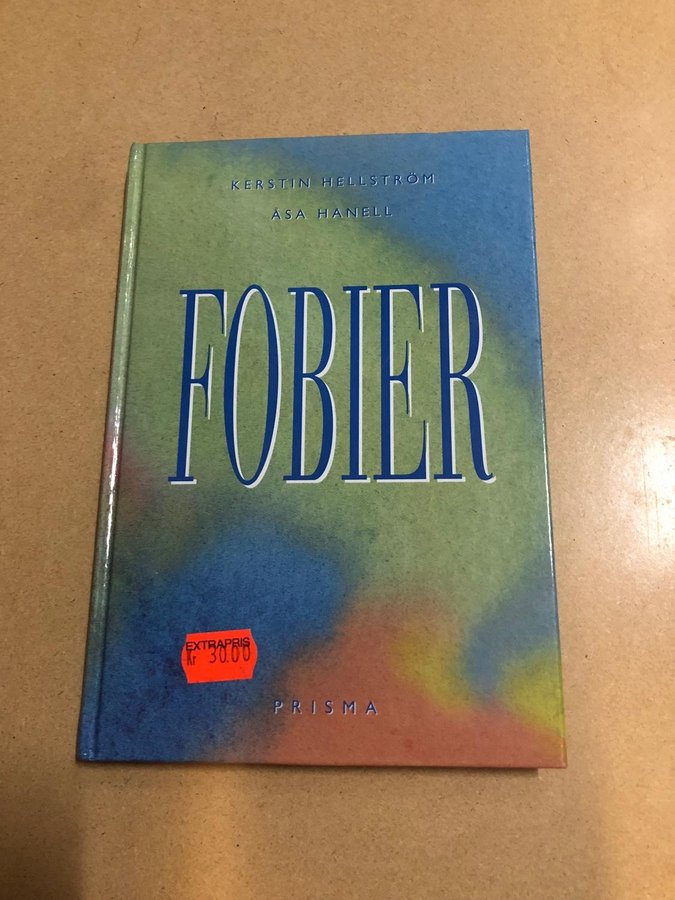 KERSTIN HELLSTRÖM
ÅSA HANELL
FOBIER
EXTRAPRIS
Kr 30.00
PRISMA